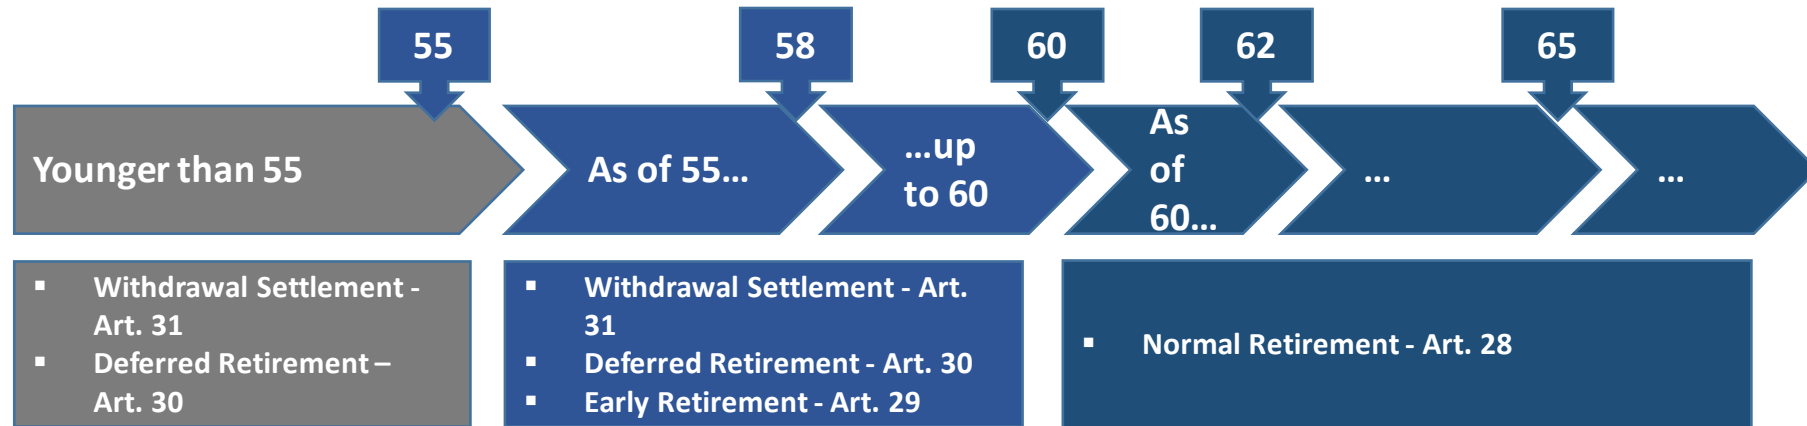 55
58
60
62
65
Younger than 55
As of 55...
...up
to 60
As
of
60...
...
...
▪ Withdrawal Settlement -
Art. 31
▪ Deferred Retirement –
Art. 30
▪ Withdrawal Settlement - Art.
31
▪ Deferred Retirement - Art. 30
▪ Early Retirement - Art. 29
▪ Normal Retirement - Art. 28